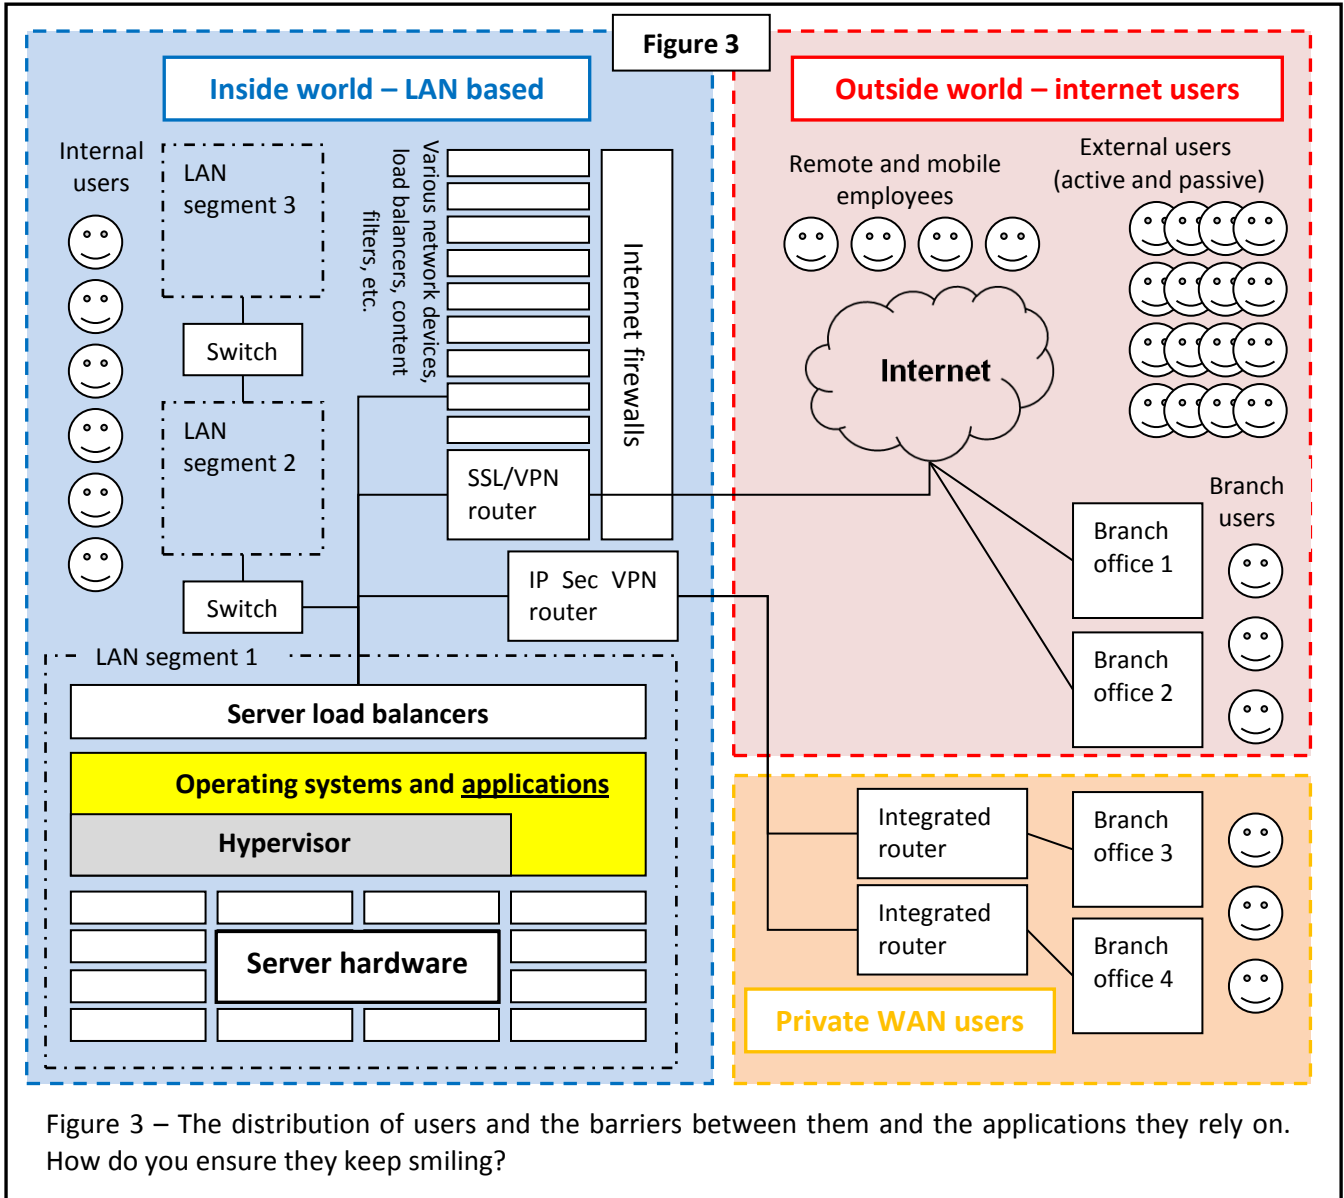 Figure 3
Inside world – LAN based
Internal
users
LAN
segment 3
Switch
LAN
segment 2
Switch
Various network devices,
load balancers, content
filters, etc.
Internet firewalls
SSL/VPN
router
IP Sec VPN
router
LAN segment 1
Server load balancers
Operating systems and applications
Hypervisor
Server hardware
Outside world – internet users
Remote and mobile
employees
External users
(active and passive)
Internet
Branch
users
Branch
office 1
Branch
office 2
Integrated
router
Branch
office 3
Integrated
router
Branch
office 4
Private WAN users
Figure 3 – The distribution of users and the barriers between them and the applications they rely on.
How do you ensure they keep smiling?